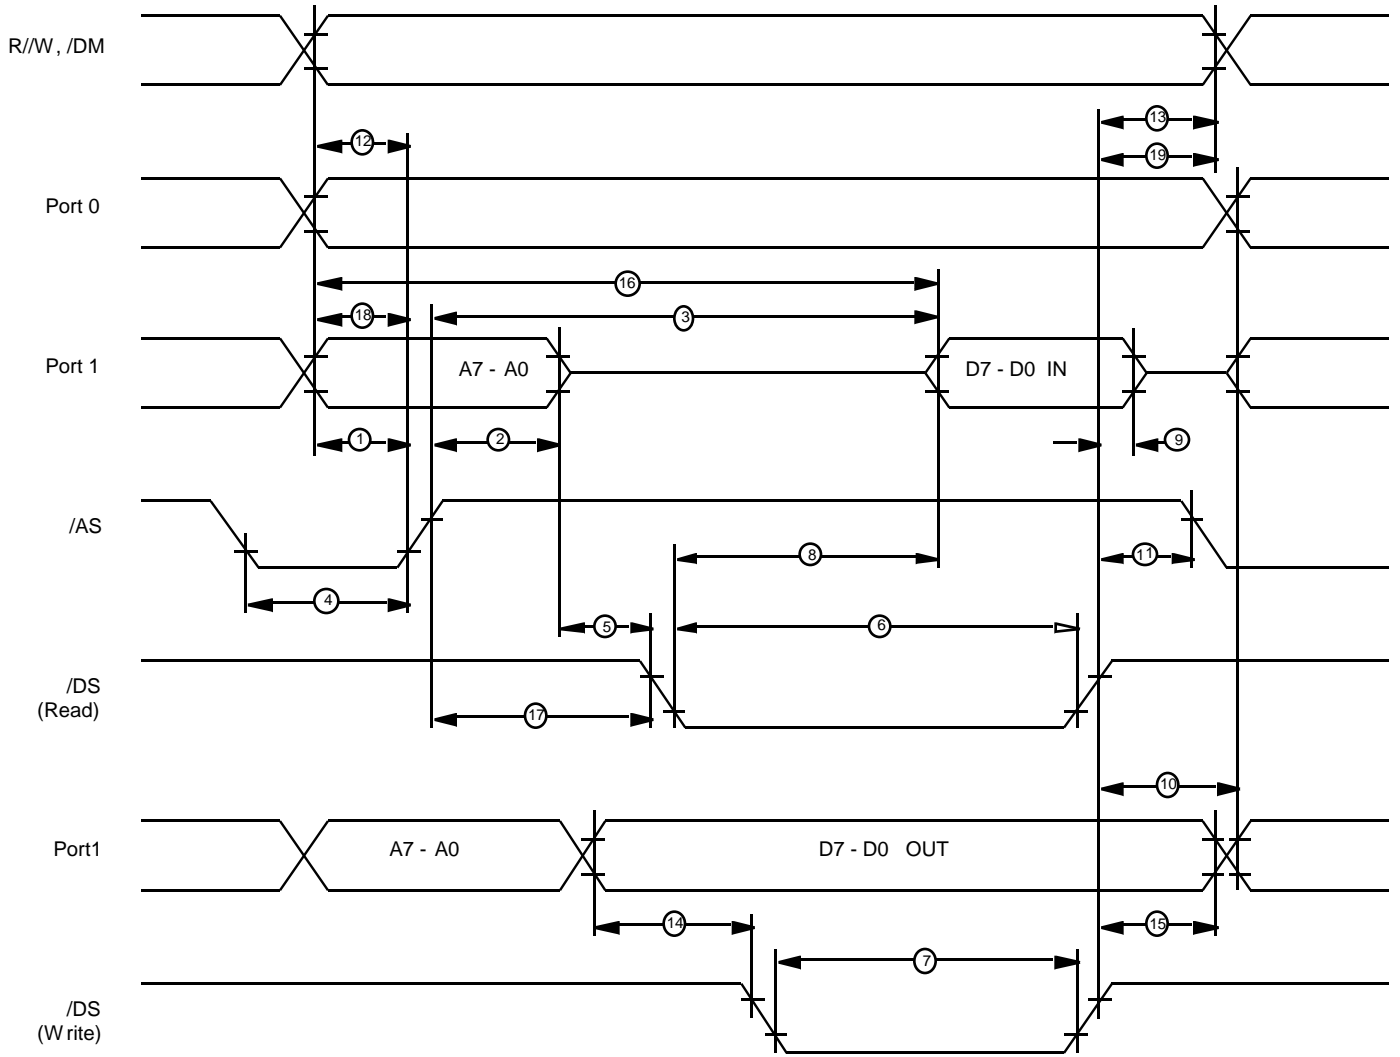 R//W, /DM
13
12
19
Port 0
16
18
3
Port 1
A7 - A0
D7 - D0 IN
1
2
9
/AS
8
11
4
5
6
/DS
(Read)
17
10
Port1
A7 - A0
D7 - D0 OUT
14
15
7
/DS
(Write)